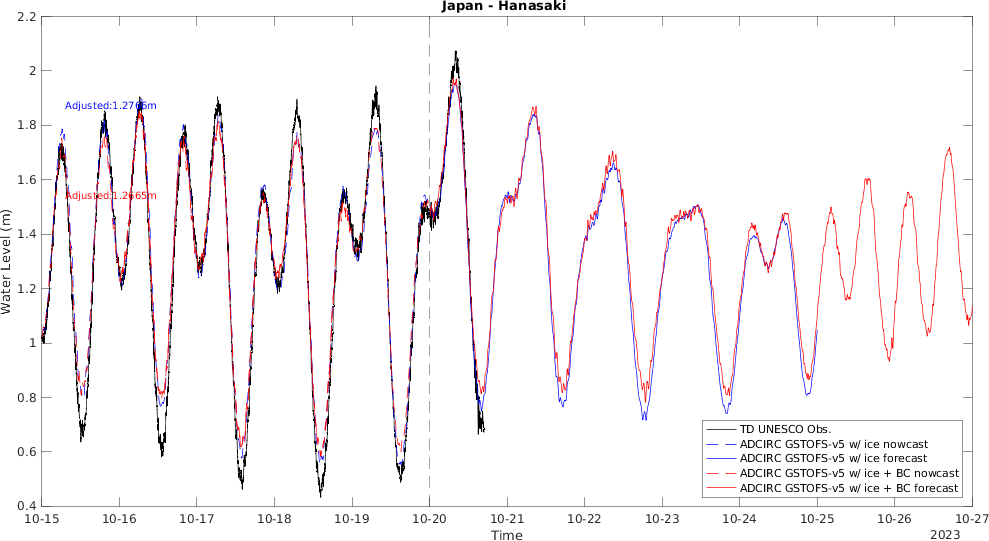 Japan - Hanasaki
2.2
2
1.8
1.6
1.4
1.2
1
0.8
0.6
0.4
Water Level (m)
Adjusted:1.2766m
Adjusted:1.2665m
TD UNESCO Obs.
ADCIRC GSTOFS-v5 w/ ice nowcast
ADCIRC GSTOFS-v5 w/ ice forecast
ADCIRC GSTOFS-v5 w/ ice + BC nowcast
ADCIRC GSTOFS-v5 w/ ice + BC forecast
10-15 10-16 10-17 10-18 10-19 10-20 10-21 10-22 10-23 10-24 10-25 10-26 10-27
Time
2023